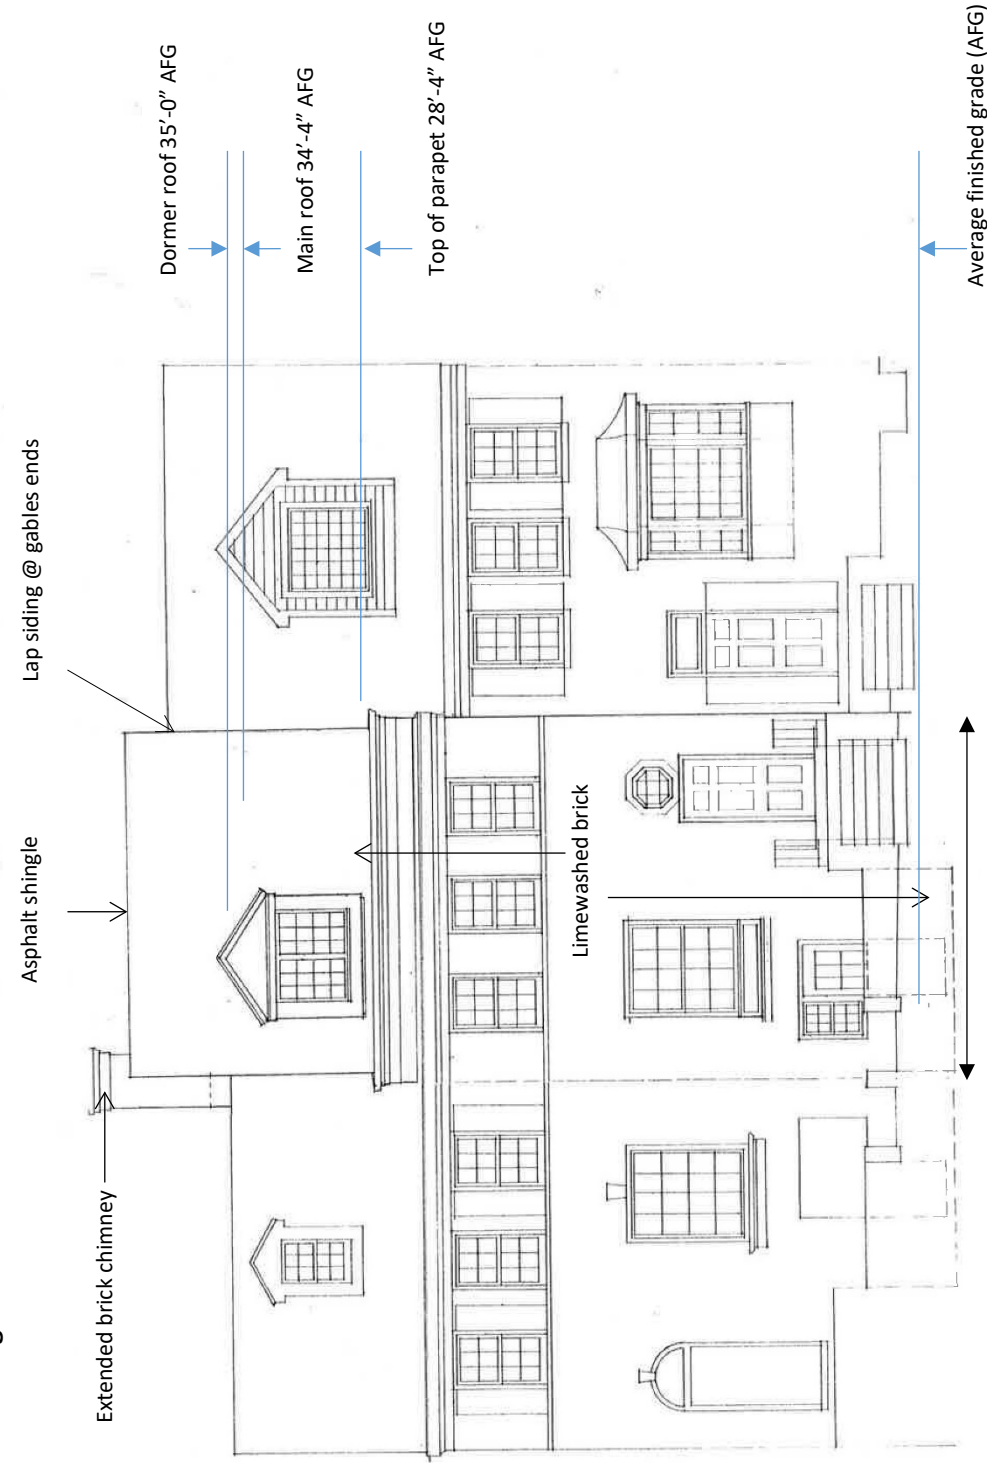 Asphalt shingle
Lap siding @ gables ends
Extended brick chimney
Dormer roof 35’-0” AFG
Main roof 34’-4” AFG
Top of parapet 28’-4” AFG
Limewashed brick
Average finished grade (AFG)